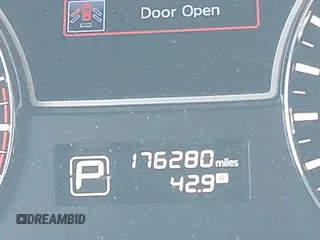 Door Open
P
176280 miles
42.9 A
DREAMBID